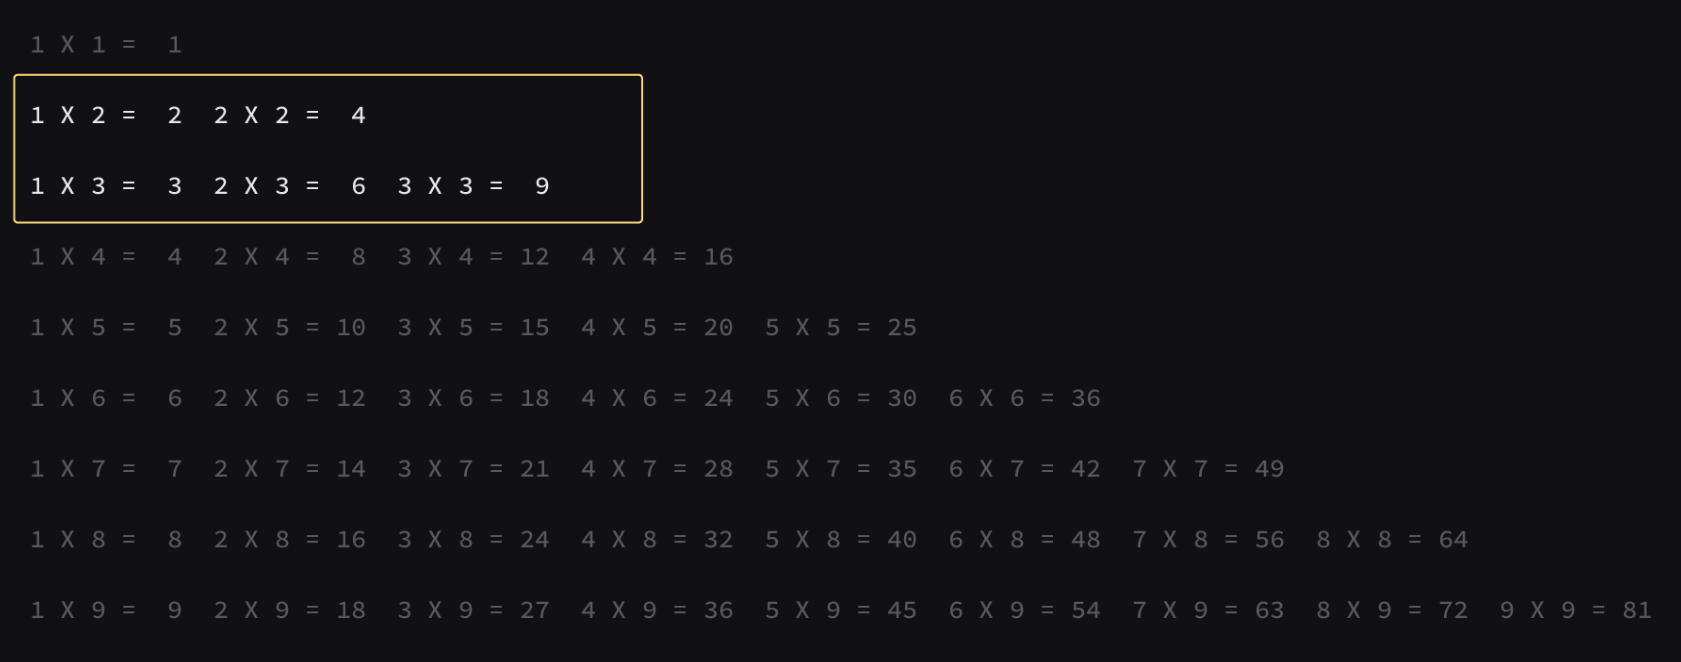 1 X 1 =  1
1 X 2 =  2  2 X 2 =  4
1 X 3 =  3  2 X 3 =  6  3 X 3 =  9
1 X 4 =  4  2 X 4 =  8  3 X 4 = 12  4 X 4 = 16
1 X 5 =  5  2 X 5 = 10  3 X 5 = 15  4 X 5 = 20  5 X 5 = 25
1 X 6 =  6  2 X 6 = 12  3 X 6 = 18  4 X 6 = 24  5 X 6 = 30  6 X 6 = 36
1 X 7 =  7  2 X 7 = 14  3 X 7 = 21  4 X 7 = 28  5 X 7 = 35  6 X 7 = 42  7 X 7 = 49
1 X 8 =  8  2 X 8 = 16  3 X 8 = 24  4 X 8 = 32  5 X 8 = 40  6 X 8 = 48  7 X 8 = 56  8 X 8 = 64
1 X 9 =  9  2 X 9 = 18  3 X 9 = 27  4 X 9 = 36  5 X 9 = 45  6 X 9 = 54  7 X 9 = 63  8 X 9 = 72  9 X 9 = 81